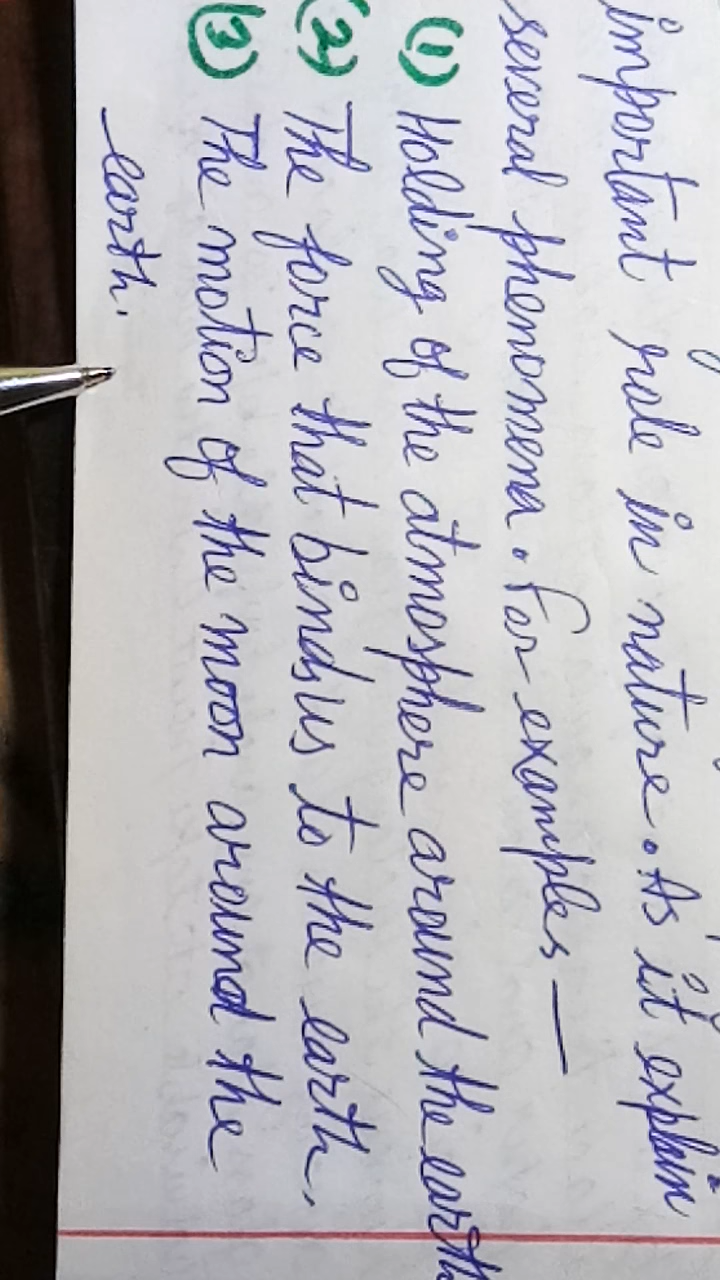 important role in nature. As it explain
several phenomena. For examples —
(1) Holding of the atmosphere around the earth
(2) The force that binds us to the earth.
(3) The motion of the moon around the
earth.